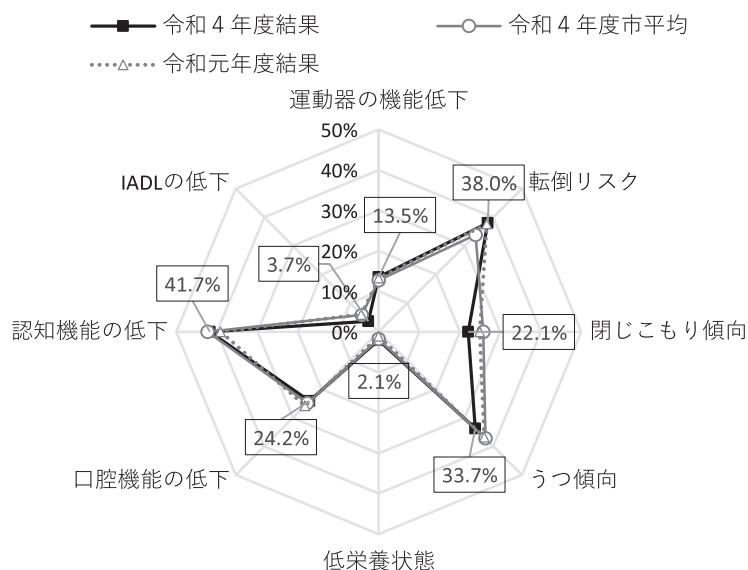 令和４年度結果
令和４年度市平均
令和元年度結果
運動器の機能低下
50%
40%
30%
20%
10%
0%
IADLの低下
転倒リスク
38.0%
13.5%
3.7%
41.7%
認知機能の低下
22.1%
閉じこもり傾向
2.1%
24.2%
33.7%
口腔機能の低下
うつ傾向
低栄養状態